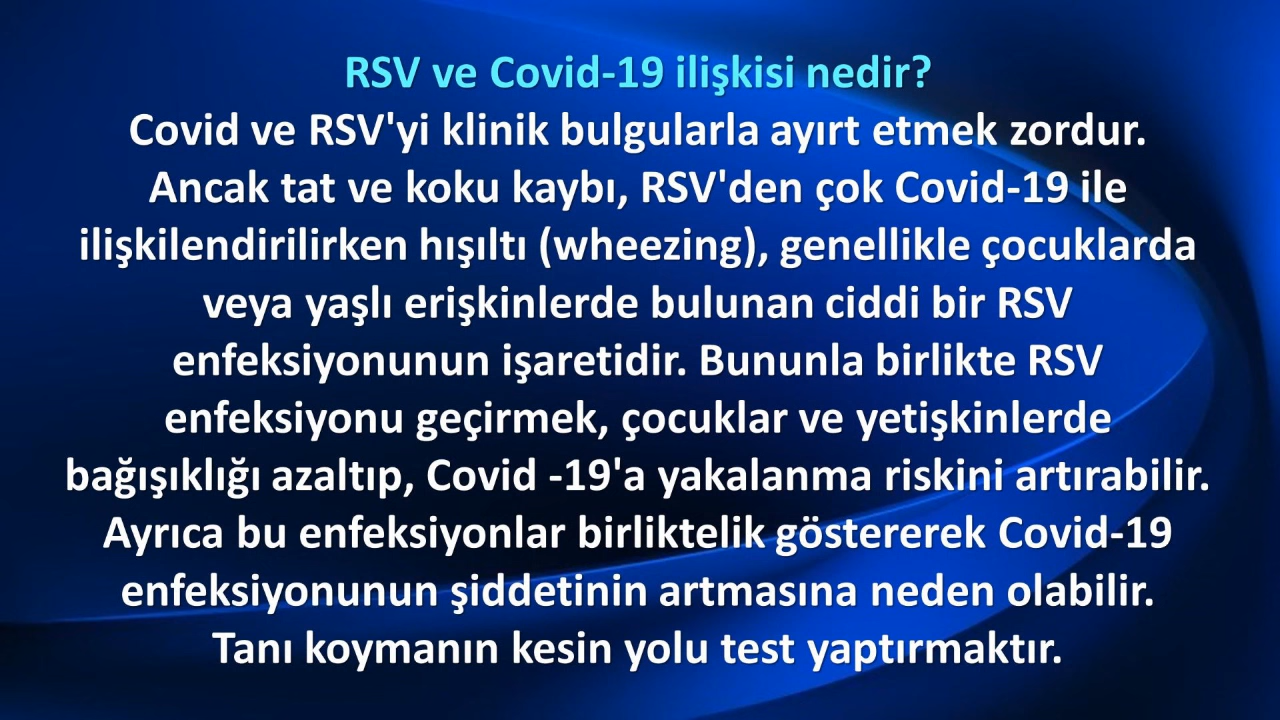 RSV ve Covid-19 ilişkisi nedir?
Covid ve RSV'yi klinik bulgularla ayırt etmek zordur.
Ancak tat ve koku kaybı, RSV'den çok Covid-19 ile
ilişkilendirilirken hışıltı (wheezing), genellikle çocuklarda
veya yaşlı erişkinlerde bulunan ciddi bir RSV
enfeksiyonunun işaretidir. Bununla birlikte RSV
enfeksiyonu geçirmek, çocuklar ve yetişkinlerde
bağışıklığı azaltıp, Covid -19'a yakalanma riskini artırabilir.
Ayrıca bu enfeksiyonlar birliktelik göstererek Covid-19
enfeksiyonunun şiddetinin artmasına neden olabilir.
Tanı koymanın kesin yolu test yaptırmaktır.